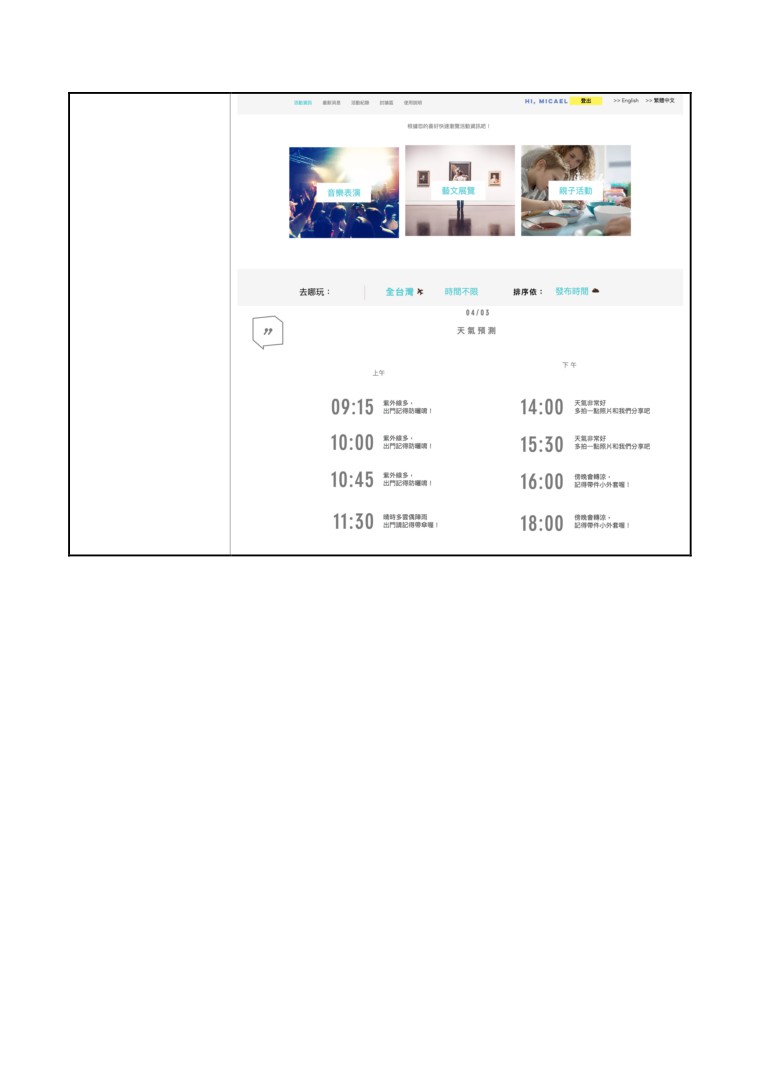 活動資訊 最新消息 活動紀錄 討論區 使用說明 HI, MICAEL 登出 >> English >> 繁體中文
根據您的喜好快速瀏覽活動資訊吧！
音樂表演 藝文展覽 親子活動
去哪玩： 全台灣 時間不限 排序依： 發布時間
04/03
”
天氣預測
上午
09:15 紫外線多，
出門記得防曬唷！
10:00 紫外線多，
出門記得防曬唷！
10:45 紫外線多，
出門記得防曬唷！
11:30 晴時多雲偶陣雨
出門請記得帶傘喔！
下午
14:00 天氣非常好
多拍一點照片和我們分享吧
15:30 天氣非常好
多拍一點照片和我們分享吧
16:00 傍晚會轉涼，
記得帶件小外套喔！
18:00 傍晚會轉涼，
記得帶件小外套喔！